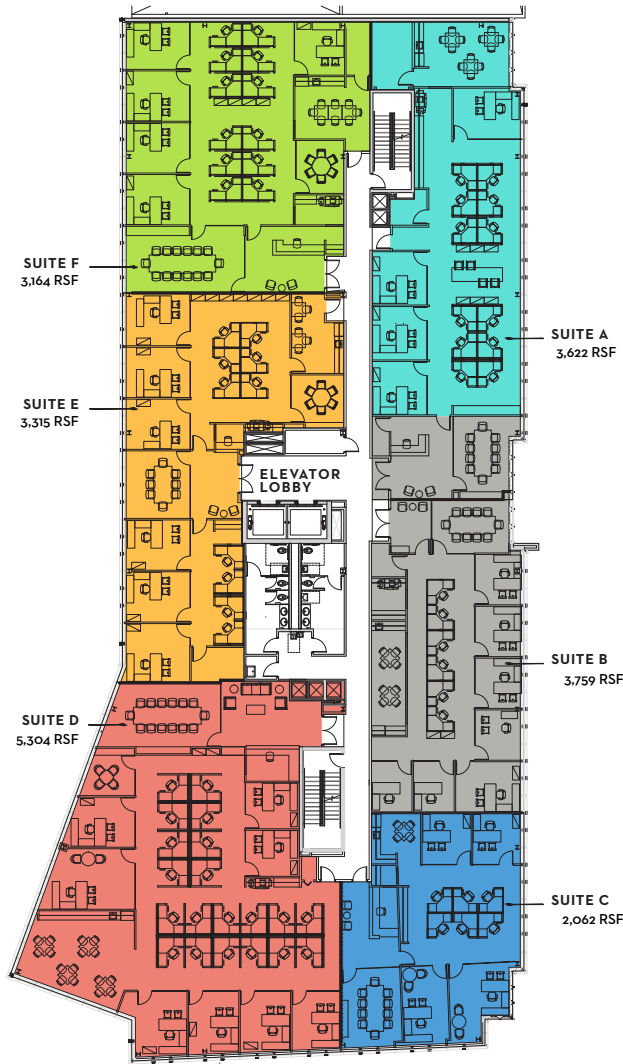 SUITE F
3,164 RSF
SUITE A
3,622 RSF
SUITE E
3,315 RSF
ELEVATOR
LOBBY
SUITE B
3,759 RSF
SUITE D
5,304 RSF
SUITE C
2,062 RSF